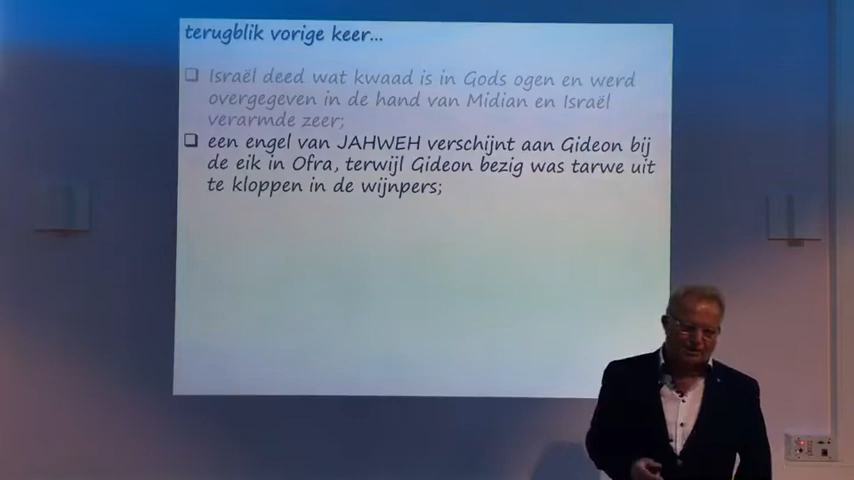 terugblik vorige keer...
❑ Israël deed wat kwaad is in Gods ogen en werd
overgegeven in de hand van Midian en Israël
verarmde zeer;
❑ een engel van JAHWEH verschijnt aan Gideon bij
de eik in Ofra, terwijl Gideon bezig was tarwe uit
te kloppen in de wijnpers;